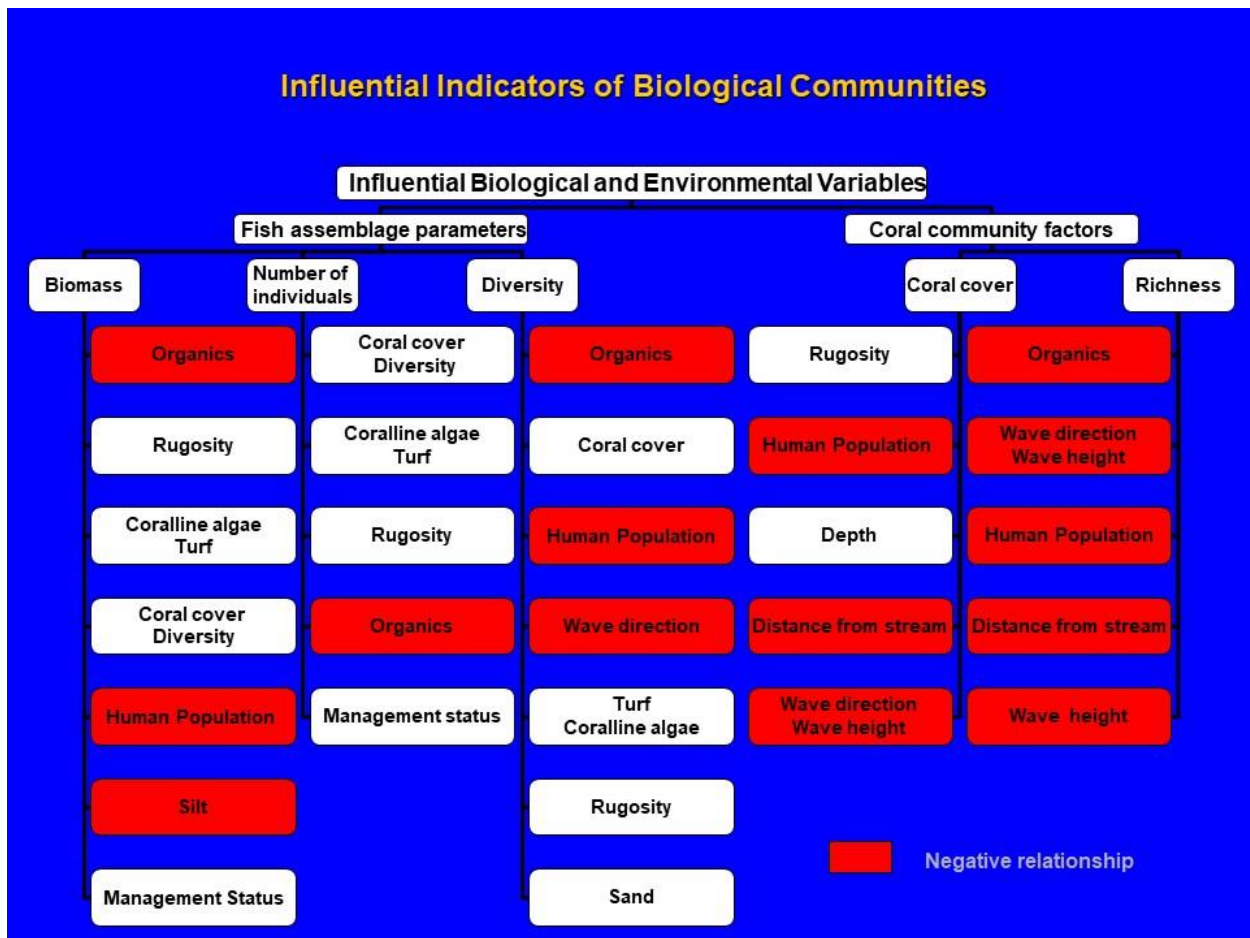 Influential Indicators of Biological Communities
Influential Biological and Environmental Variables
Fish assemblage parameters
Coral community factors
Biomass
Number of
individuals
Diversity
Coral cover
Richness
Organics
Coral cover
Diversity
Organics
Rugosity
Organics
Rugosity
Coralline algae
Turf
Coral cover
Human Population
Wave direction
Wave height
Coralline algae
Turf
Rugosity
Human Population
Depth
Human Population
Coral cover
Diversity
Organics
Wave direction
Distance from stream
Distance from stream
Human Population
Management status
Turf
Coralline algae
Wave direction
Wave height
Wave height
Silt
Rugosity
Negative relationship
Management Status
Sand